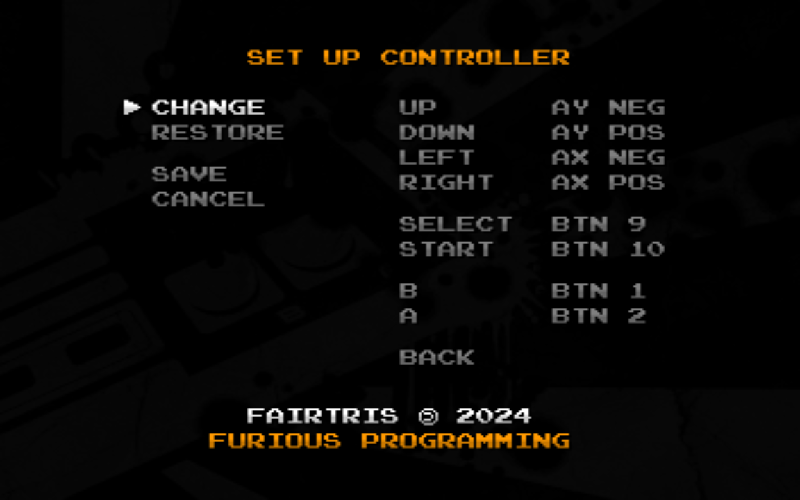 SET UP CONTROLLER
CHANGE
RESTORE
SAVE
CANCEL
UP AY NEG
DOWN AY POS
LEFT AX NEG
RIGHT AX POS
SELECT BTN 9
START BTN 10
B BTN 1
A BTN 2
BACK
FAIRTRIS © 2024
FURIOUS PROGRAMMING